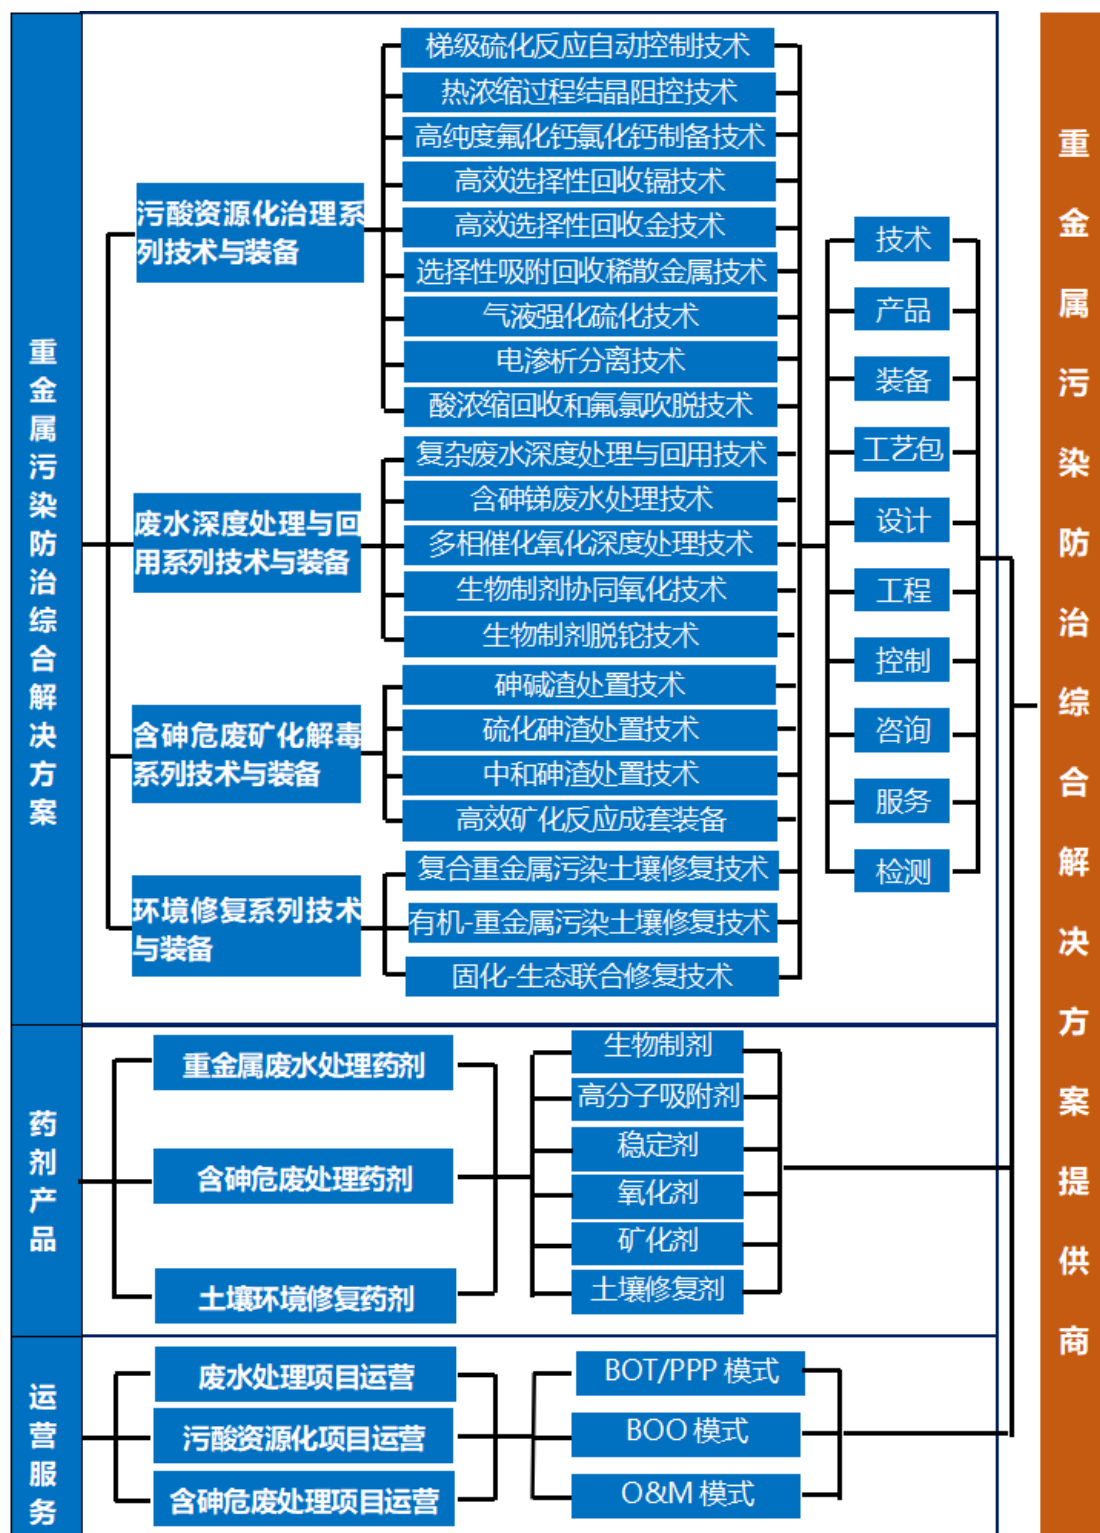 重金属污染防治综合解决方案
污酸资源化治理系
列技术与装备
梯级硫化反应自动控制技术
热浓缩过程结晶阻控技术
高纯度氟化钙氯化钙制备技术
高效选择性回收镉技术
高效选择性回收金技术
选择性吸附回收稀散金属技术
气液强化硫化技术
电渗析分离技术
酸浓缩回收和氟氯吹脱技术
废水深度处理与回
用系列技术与装备
复杂废水深度处理与回用技术
含砷锑废水处理技术
多相催化氧化深度处理技术
生物制剂协同氧化技术
生物制剂脱铊技术
含砷危废矿化解毒
系列技术与装备
砷碱渣处置技术
硫化砷渣处置技术
中和砷渣处置技术
高效矿化反应成套装备
环境修复系列技术
与装备
复合重金属污染土壤修复技术
有机-重金属污染土壤修复技术
固化-生态联合修复技术
技术
产品
装备
工艺包
设计
工程
控制
咨询
服务
检测
药剂产品
重金属废水处理药剂
含砷危废处理药剂
土壤环境修复药剂
生物制剂
高分子吸附剂
稳定剂
氧化剂
矿化剂
土壤修复剂
运营服务
废水处理项目运营
污酸资源化项目运营
含砷危废处理项目运营
BOT/PPP 模式
BOO 模式
O&M 模式
重金属污染防治综合解决方案提供商